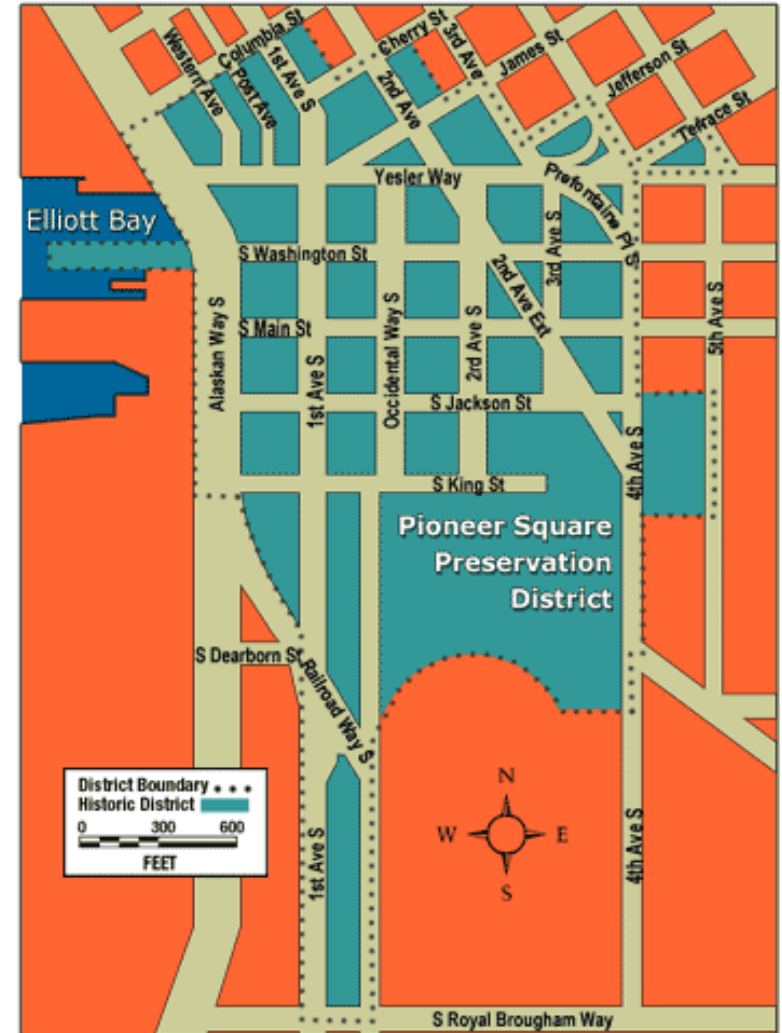 Columbia St
Cherry St
3rd Ave
James St
Jefferson St
Terrace St
Western Ave
Post Ave
1st Ave S
2nd Ave
Yesler Way
Prefontaine Pl S
Elliott Bay
S Washington St
2nd Ave Ext
3rd Ave S
Alaskan Way S
S Main St
1st Ave S
Occidental Way S
2rd Ave S
5th Ave S
S Jackson St
4th Ave S
S King St
Pioneer Square
Preservation
District
S Dearborn St
Railroad Way S
District Boundary
Historic District
0 300 600
FEET
N
W E
S
1st Ave S
4th Ave S
S Royal Brougham Way